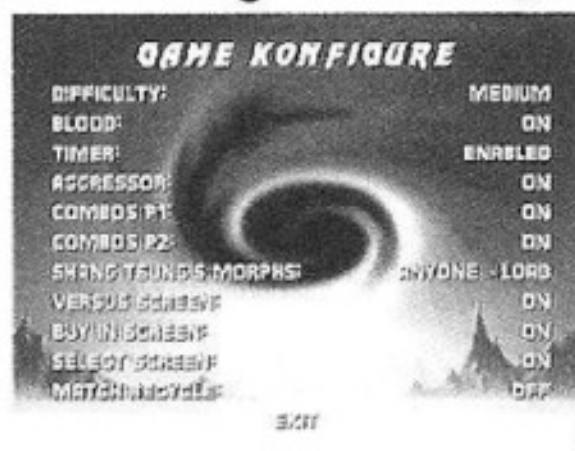 GAME KONFIGURE
DIFFICULTY: MEDIUM
BLOOD: ON
TIMER: ENABLED
AGGRESSOR: ON
COMBOS P1: ON
COMBOS P2: ON
SHANG TSUNG'S MORPHS: ANYONE - LOAD
VERSUS SCREEN: ON
BUY IN SCREEN: ON
SELECT SCREEN: ON
MATCH RECYCLE: OFF
EXIT